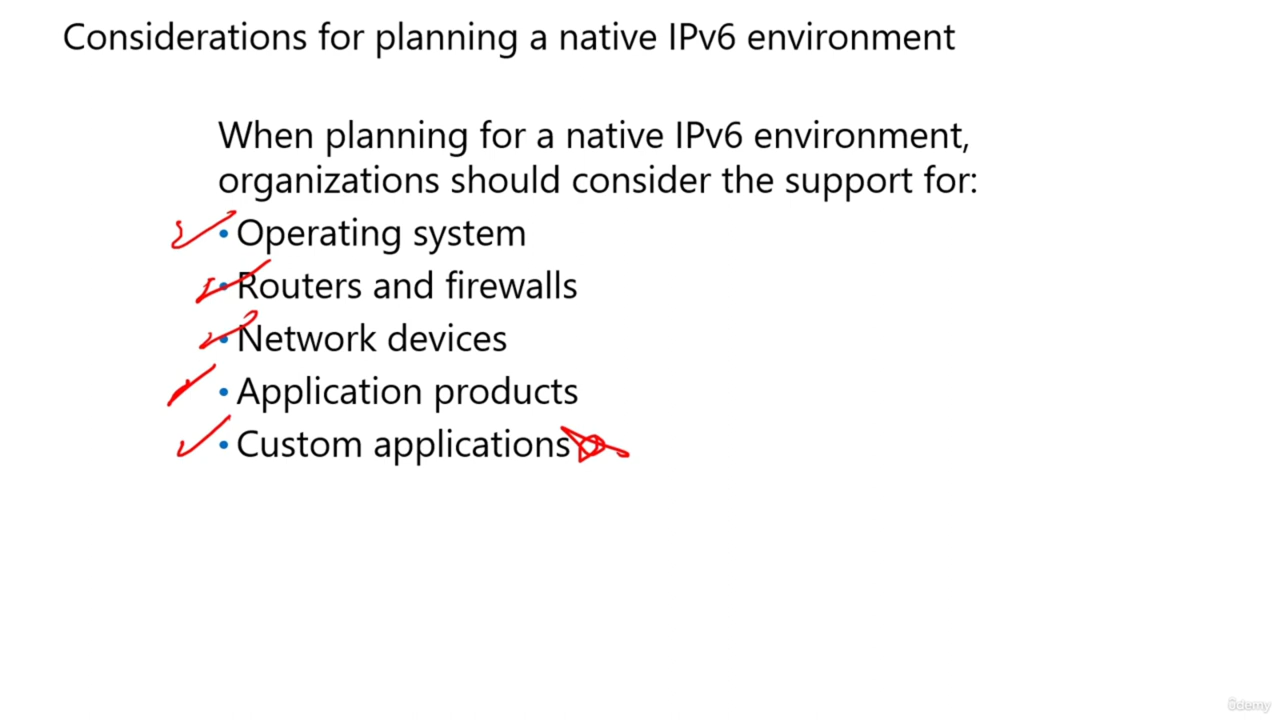 Considerations for planning a native IPv6 environment
When planning for a native IPv6 environment,
organizations should consider the support for:
• Operating system
• Routers and firewalls
• Network devices
• Application products
• Custom applications
ûdemy